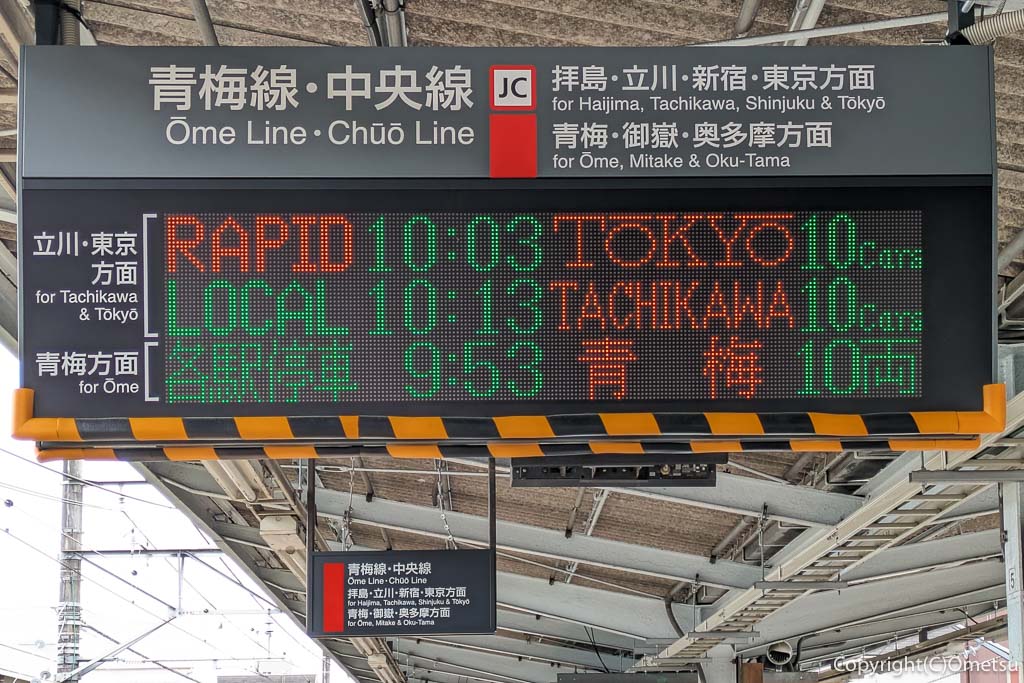 青梅線・中央線
Ōme Line・Chūō Line
JC
拝島・立川・新宿・東京方面
for Haijima, Tachikawa, Shinjuku & Tōkyō
青梅・御嶽・奥多摩方面
for Ōme, Mitake & Oku-Tama
立川・東京
方面
for Tachikawa
& Tōkyō
RAPID 10:03 TŌKYŌ 10Cars
LOCAL 10:13 TACHIKAWA 10Cars
青梅方面
for Ōme
各駅停車 9:53 青梅 10両
青梅線・中央線
Ōme Line・Chūō Line
拝島・立川・新宿・東京方面
for Haijima, Tachikawa, Shinjuku & Tōkyō
青梅・御嶽・奥多摩方面
for Ōme, Mitake & Oku-Tama
5
Copyright(C)Ōmetsu